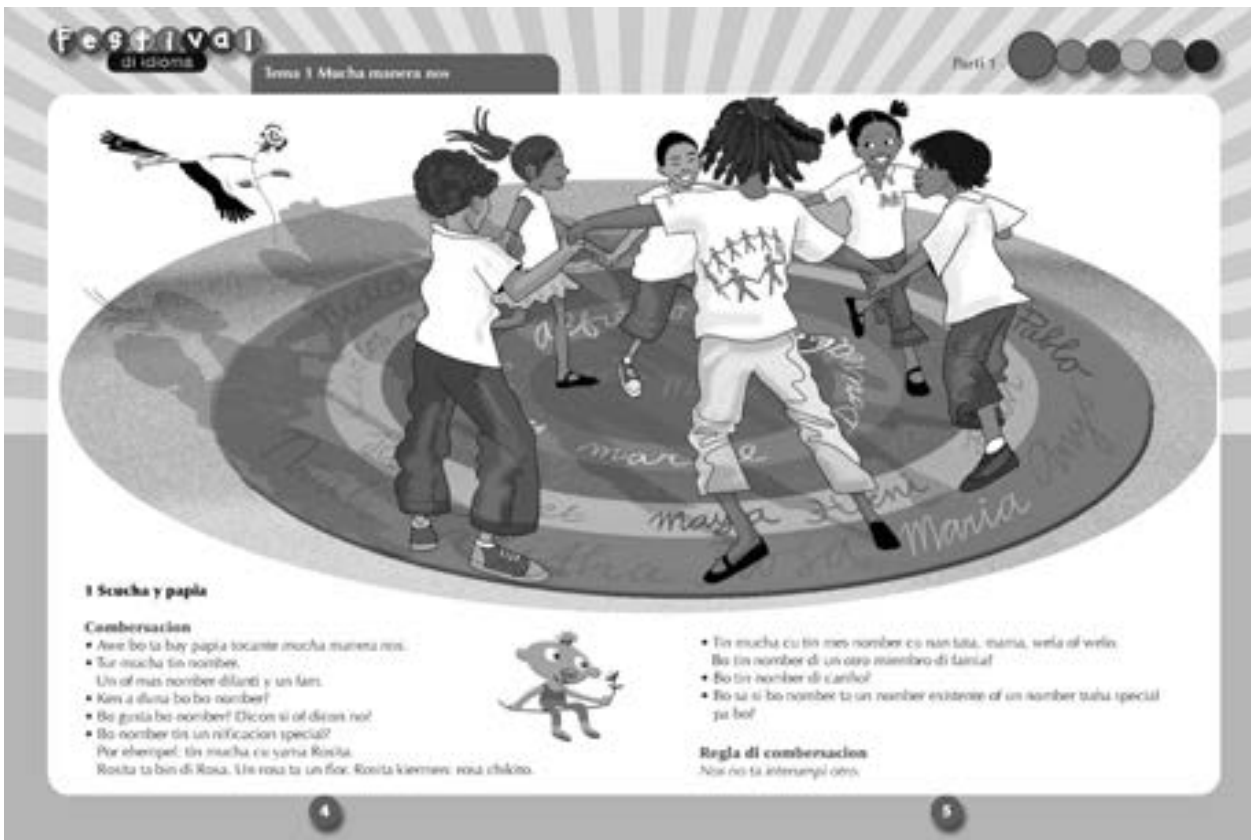 Festival
di idioma
Tema 1 Mucha manera nos
Parti 1
Pablo
Maria
1 Scucha y papia
Combersacion
• Awe bo ta bay papia tocante mucha manera nos.
• Tur mucha tin nomber.
Un of mas nomber dilanti y un fam.
• Ken a duna bo bo nomber?
• Bo gusta bo nomber? Dicon si of dicon no?
• Bo nomber tin un nificacion special?
Por ehempel: tin mucha cu yama Rosita.
Rosita ta bin di Rosa. Un rosa ta un flor. Rosita kiermen: rosa chikito.
• Tin mucha cu tin mes nomber cu nan tata, mama, wela of welo.
Bo tin nomber di un otro miembro di famia?
• Bo tin nomber di cariño?
• Bo sa si bo nomber ta un nomber existente of un nomber traha special
pa bo?
Regla di combersacion
Nos no ta interumpi otro.
4
5